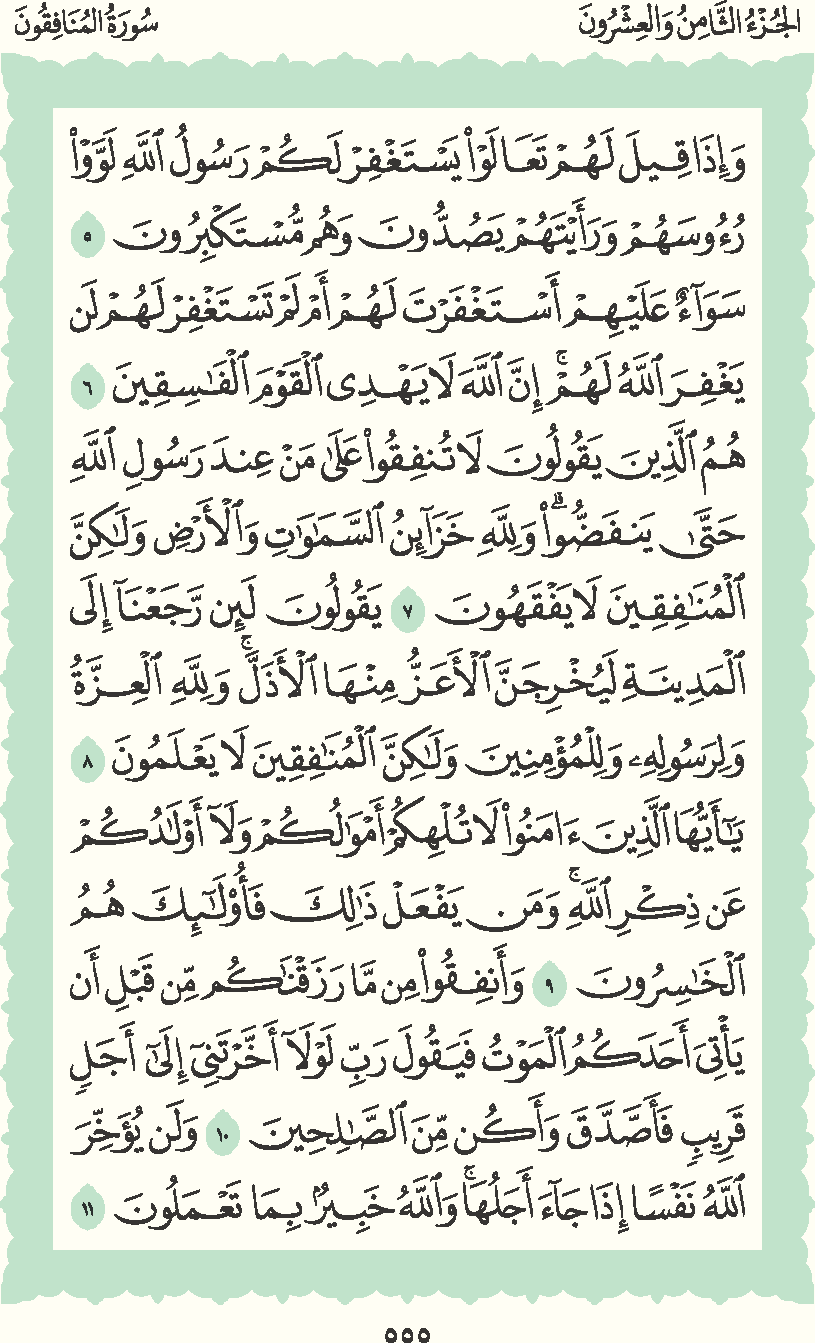 الجُزْءُ الثَّامِنُ وَالعِشْرُونَ
سُورَةُ المُنَافِقُونَ
وَإِذَا قِيلَ لَهُمْ تَعَالَوْا۟ يَسْتَغْفِرْ لَكُمْ رَسُولُ ٱللَّهِ لَوَّوْا۟
رُءُوسَهُمْ وَرَأَيْتَهُمْ يَصُدُّونَ وَهُم مُّسْتَكْبِرُونَ ٥
سَوَآءٌ عَلَيْهِمْ أَسْتَغْفَرْتَ لَهُمْ أَمْ لَمْ تَسْتَغْفِرْ لَهُمْ لَن
يَغْفِرَ ٱللَّهُ لَهُمْ ۚ إِنَّ ٱللَّهَ لَا يَهْدِى ٱلْقَوْمَ ٱلْفَـٰسِقِينَ ٦
هُمُ ٱلَّذِينَ يَقُولُونَ لَا تُنفِقُوا۟ عَلَىٰ مَنْ عِندَ رَسُولِ ٱللَّهِ
حَتَّىٰ يَنفَضُّوا۟ ۗ وَلِلَّهِ خَزَآئِنُ ٱلسَّمَـٰوَٰتِ وَٱلْأَرْضِ وَلَـٰكِنَّ
ٱلْمُنَـٰفِقِينَ لَا يَفْقَهُونَ ٧ يَقُولُونَ لَئِن رَّجَعْنَآ إِلَى
ٱلْمَدِينَةِ لَيُخْرِجَنَّ ٱلْأَعَزُّ مِنْهَا ٱلْأَذَلَّ ۚ وَلِلَّهِ ٱلْعِزَّةُ
وَلِرَسُولِهِۦ وَلِلْمُؤْمِنِينَ وَلَـٰكِنَّ ٱلْمُنَـٰفِقِينَ لَا يَعْلَمُونَ ٨
يَـٰٓأَيُّهَا ٱلَّذِينَ ءَامَنُوا۟ لَا تُلْهِكُمْ أَمْوَٰلُكُمْ وَلَآ أَوْلَـٰدُكُمْ
عَن ذِكْرِ ٱللَّهِ ۚ وَمَن يَفْعَلْ ذَٰلِكَ فَأُو۟لَـٰٓئِكَ هُمُ
ٱلْخَـٰسِرُونَ ٩ وَأَنفِقُوا۟ مِن مَّا رَزَقْنَـٰكُم مِّن قَبْلِ أَن
يَأْتِىَ أَحَدَكُمُ ٱلْمَوْتُ فَيَقُولَ رَبِّ لَوْلَآ أَخَّرْتَنِىٓ إِلَىٰٓ أَجَلٍ
قَرِيبٍ فَأَصَّدَّقَ وَأَكُن مِّنَ ٱلصَّـٰلِحِينَ ١٠ وَلَن يُؤَخِّرَ
ٱللَّهُ نَفْسًا إِذَا جَآءَ أَجَلُهَا ۚ وَٱللَّهُ خَبِيرٌۢ بِمَا تَعْمَلُونَ ١١
٥٥٥